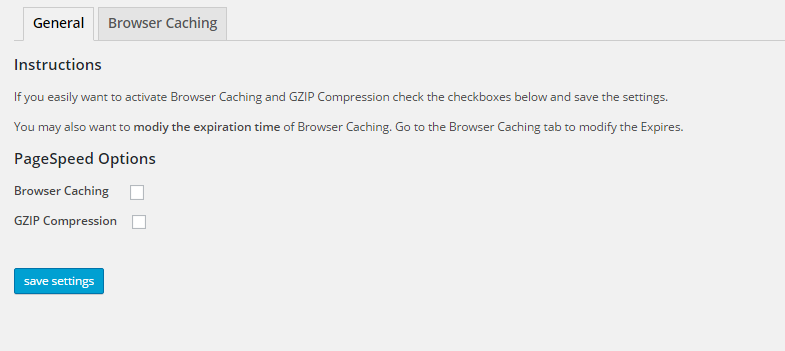 General Browser Caching
Instructions
If you easily want to activate Browser Caching and GZIP Compression check the checkboxes below and save the settings.
You may also want to modiy the expiration time of Browser Caching. Go to the Browser Caching tab to modify the Expires.
PageSpeed Options
Browser Caching
GZIP Compression
save settings